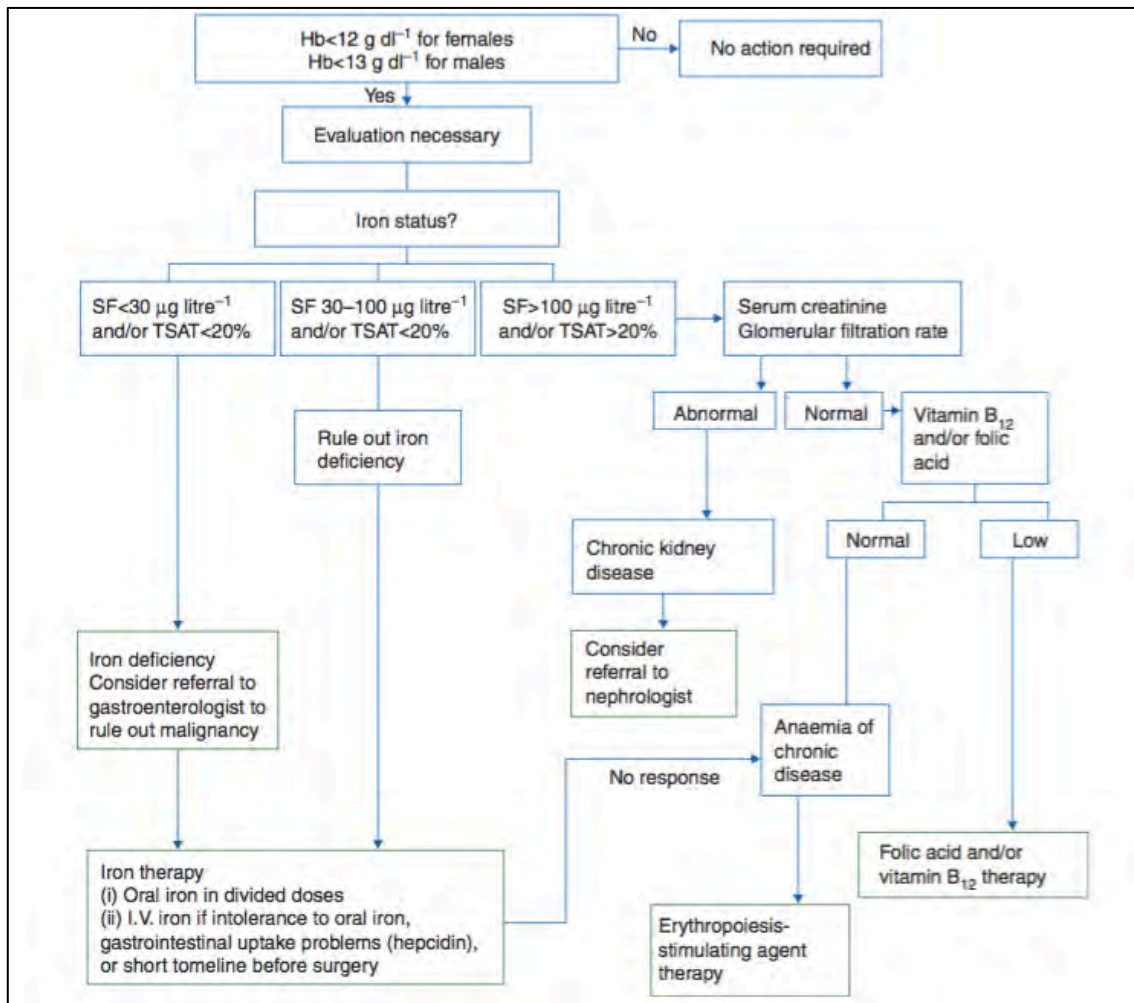 Hb<12 g dl⁻¹ for females
Hb<13 g dl⁻¹ for males
No
No action required
Yes
Evaluation necessary
Iron status?
SF<30 μg litre⁻¹
and/or TSAT<20%
SF 30–100 μg litre⁻¹
and/or TSAT<20%
SF>100 μg litre⁻¹
and/or TSAT>20%
Serum creatinine
Glomerular filtration rate
Abnormal
Normal
Vitamin B₁₂
and/or folic
acid
Rule out iron
deficiency
Normal
Low
Chronic kidney
disease
Iron deficiency
Consider referral to
gastroenterologist to
rule out malignancy
Consider
referral to
nephrologist
Anaemia of
chronic
disease
No response
Iron therapy
(i) Oral iron in divided doses
(ii) I.V. iron if intolerance to oral iron,
gastrointestinal uptake problems (hepcidin),
or short tomeline before surgery
Folic acid and/or
vitamin B₁₂ therapy
Erythropoiesis-
stimulating agent
therapy